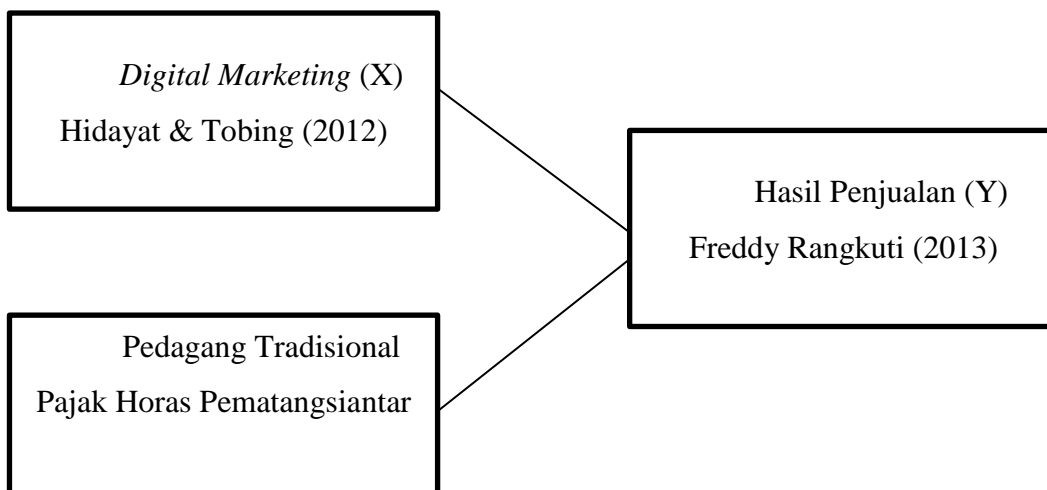 Digital Marketing (X)
Hidayat & Tobing (2012)
Hasil Penjualan (Y)
Freddy Rangkuti (2013)
Pedagang Tradisional
Pajak Horas Pematangsiantar